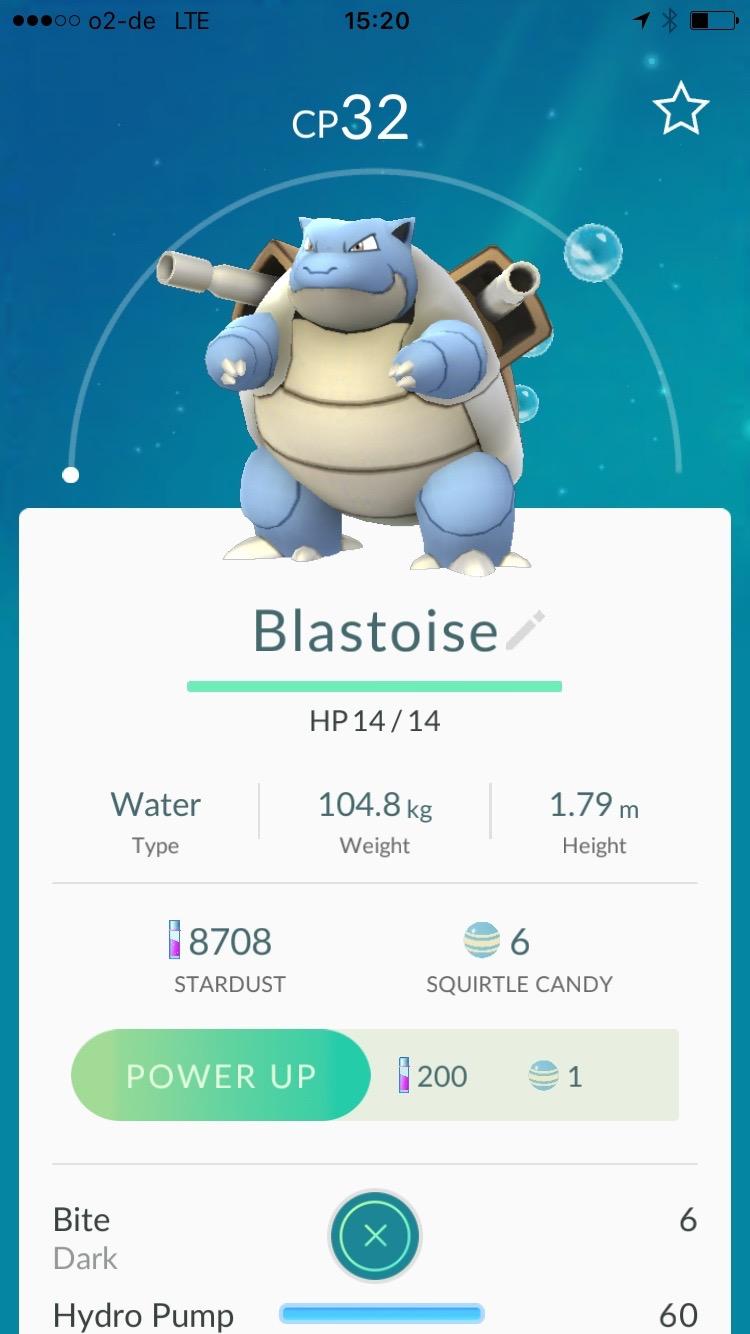 o2-de LTE 15:20
CP32
Blastoise
HP 14 / 14
Water 104.8 kg 1.79 m
Type Weight Height
8708 6
STARDUST SQUIRTLE CANDY
POWER UP 200 1
Bite 6
Dark
Hydro Pump 60